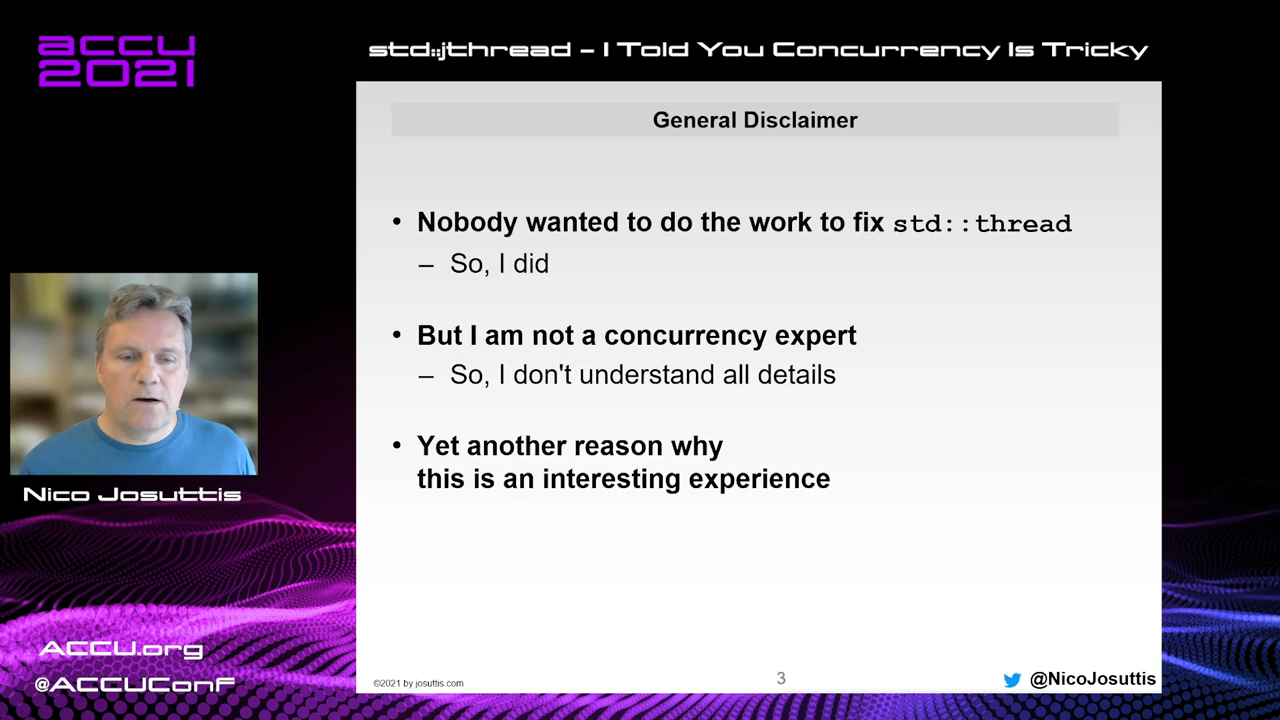 accu
2021
std::jthread – I Told You Concurrency Is Tricky
General Disclaimer
• Nobody wanted to do the work to fix std::thread
– So, I did
• But I am not a concurrency expert
– So, I don't understand all details
• Yet another reason why
this is an interesting experience
Nico Josuttis
ACCU.org
@ACCUConf
©2021 by josuttis.com
3
@NicoJosuttis